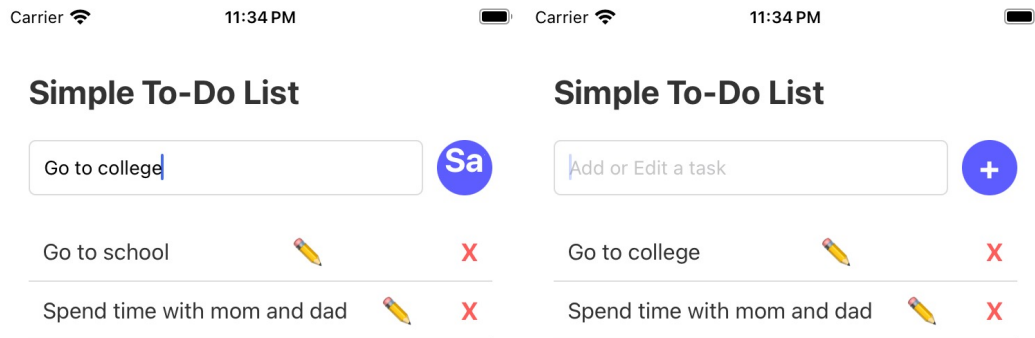 Carrier 11:34 PM
Simple To-Do List
Go to college Sa
Go to school X
Spend time with mom and dad X
Carrier 11:34 PM
Simple To-Do List
Add or Edit a task +
Go to college X
Spend time with mom and dad X